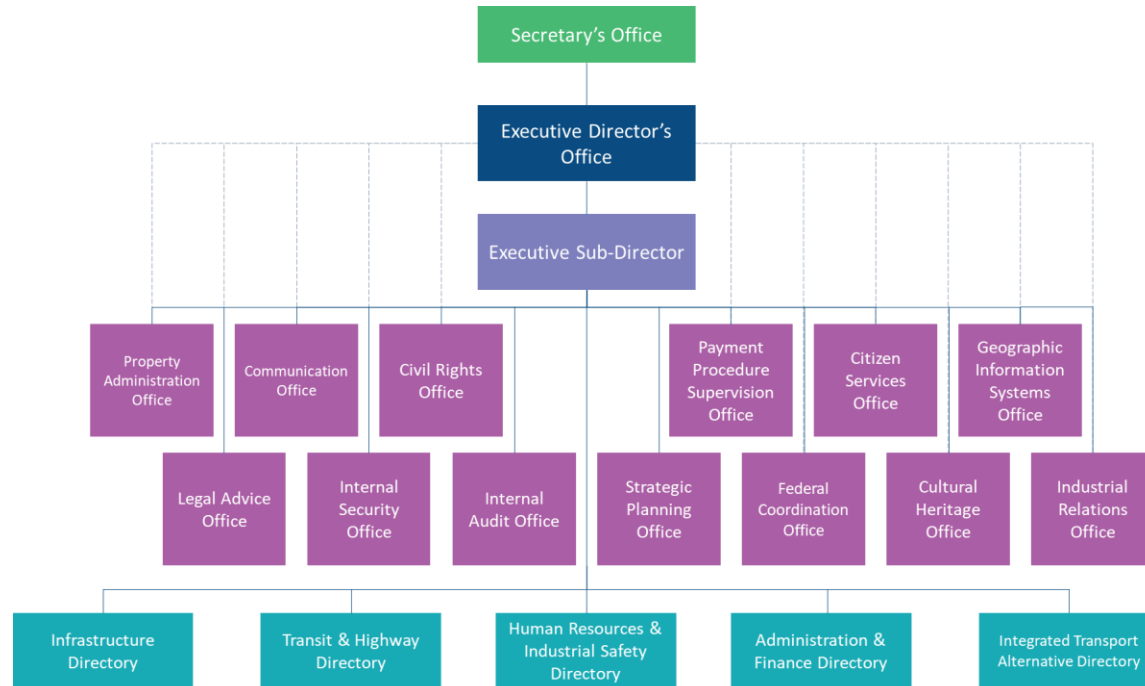 Secretary’s Office
Executive Director’s
Office
Executive Sub-Director
Property
Administration
Office
Communication
Office
Civil Rights
Office
Payment
Procedure
Supervision
Office
Citizen
Services
Office
Geographic
Information
Systems
Office
Legal Advice
Office
Internal
Security
Office
Internal
Audit Office
Strategic
Planning
Office
Federal
Coordination
Office
Cultural
Heritage
Office
Industrial
Relations
Office
Infrastructure
Directory
Transit & Highway
Directory
Human Resources &
Industrial Safety
Directory
Administration &
Finance Directory
Integrated Transport
Alternative Directory